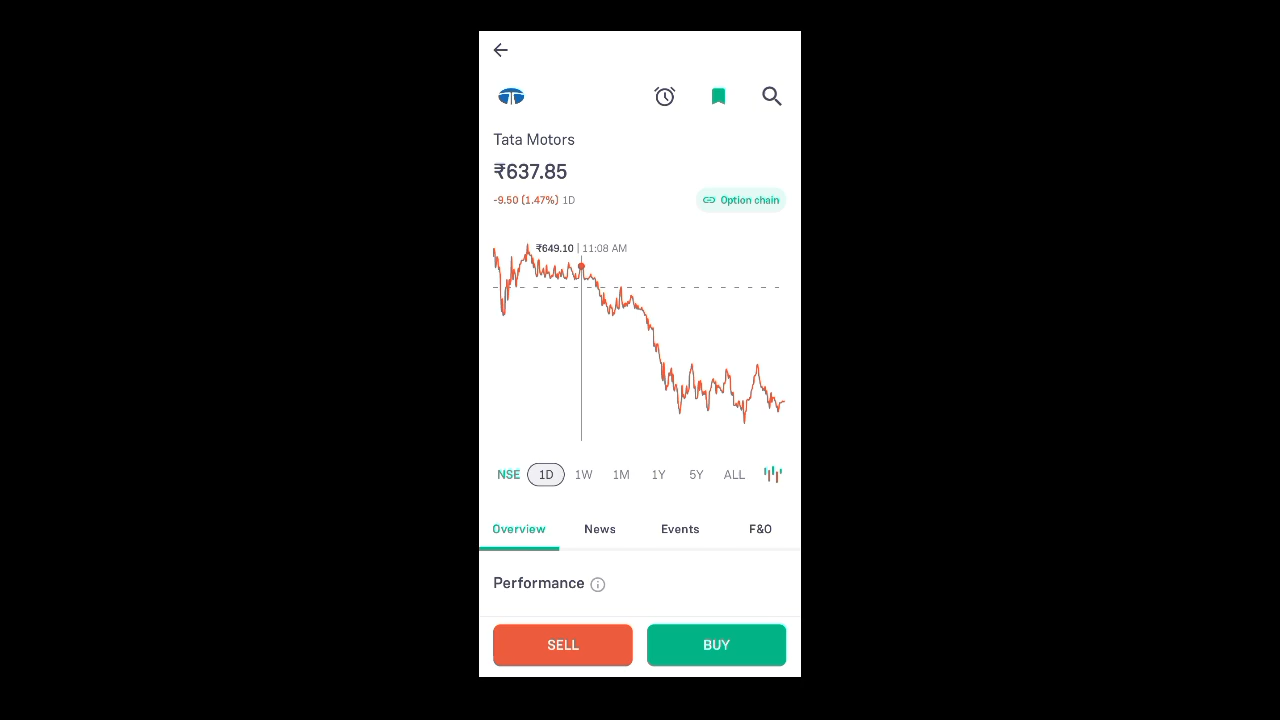 Tata Motors
₹637.85
-9.50 (1.47%) 1D
Option chain
₹649.10 | 11:08 AM
NSE 1D 1W 1M 1Y 5Y ALL
Overview News Events F&O
Performance
SELL BUY